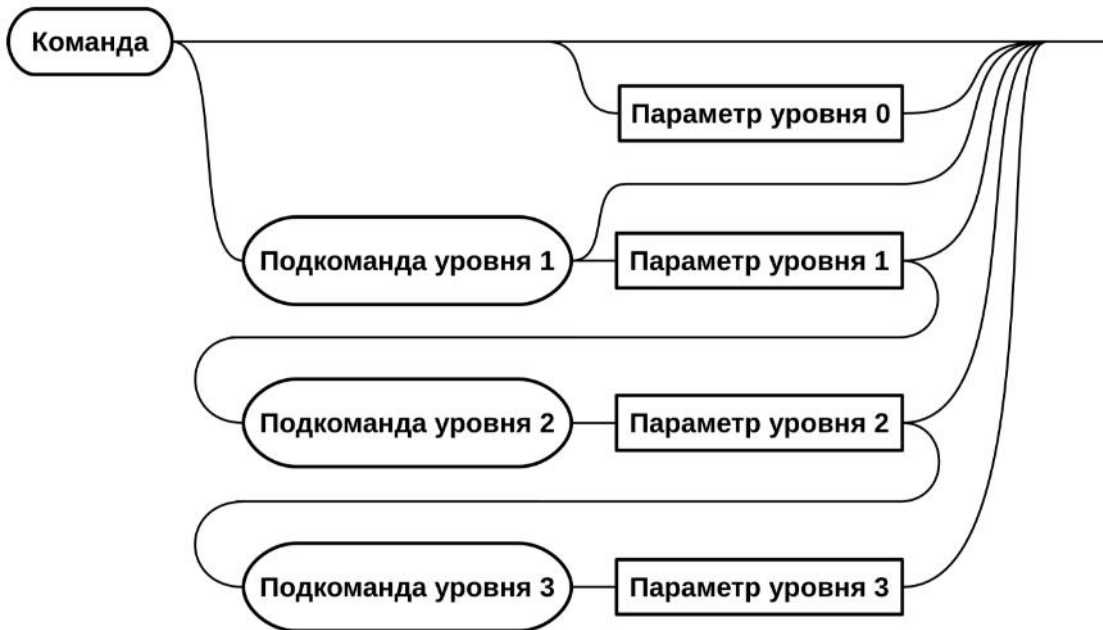 Команда
Параметр уровня 0
Подкоманда уровня 1
Параметр уровня 1
Подкоманда уровня 2
Параметр уровня 2
Подкоманда уровня 3
Параметр уровня 3